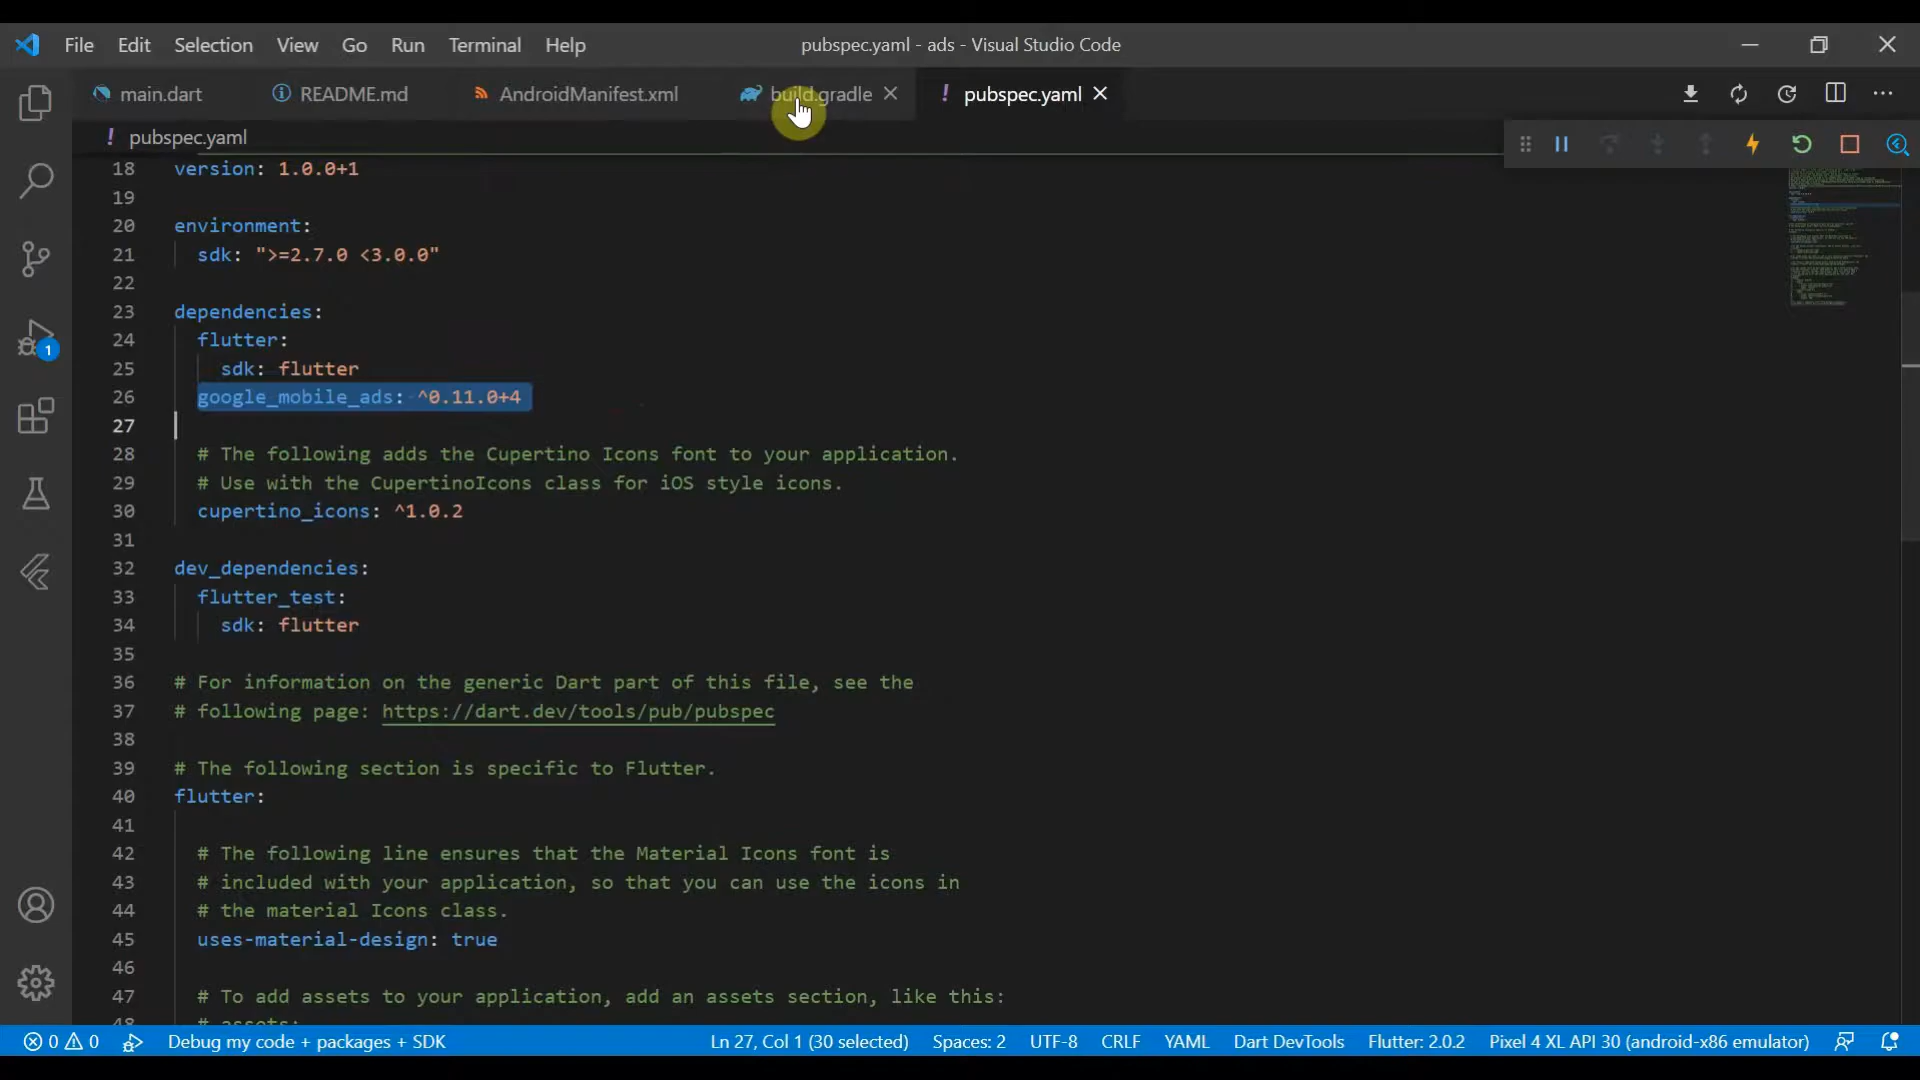 File Edit Selection View Go Run Terminal Help
pubspec.yaml - ads - Visual Studio Code
main.dart README.md AndroidManifest.xml build.gradle pubspec.yaml
! pubspec.yaml
18 version: 1.0.0+1
19
20 environment:
21 sdk: ">=2.7.0 <3.0.0"
22
23 dependencies:
24 flutter:
25 sdk: flutter
26 google_mobile_ads: ^0.11.0+4
27
28 # The following adds the Cupertino Icons font to your application.
29 # Use with the CupertinoIcons class for iOS style icons.
30 cupertino_icons: ^1.0.2
31
32 dev_dependencies:
33 flutter_test:
34 sdk: flutter
35
36 # For information on the generic Dart part of this file, see the
37 # following page: https://dart.dev/tools/pub/pubspec
38
39 # The following section is specific to Flutter.
40 flutter:
41
42 # The following line ensures that the Material Icons font is
43 # included with your application, so that you can use the icons in
44 # the material Icons class.
45 uses-material-design: true
46
47 # To add assets to your application, add an assets section, like this:
48 # assets:
1
0 0 Debug my code + packages + SDK Ln 27, Col 1 (30 selected) Spaces: 2 UTF-8 CRLF YAML Dart DevTools Flutter: 2.0.2 Pixel 4 XL API 30 (android-x86 emulator)